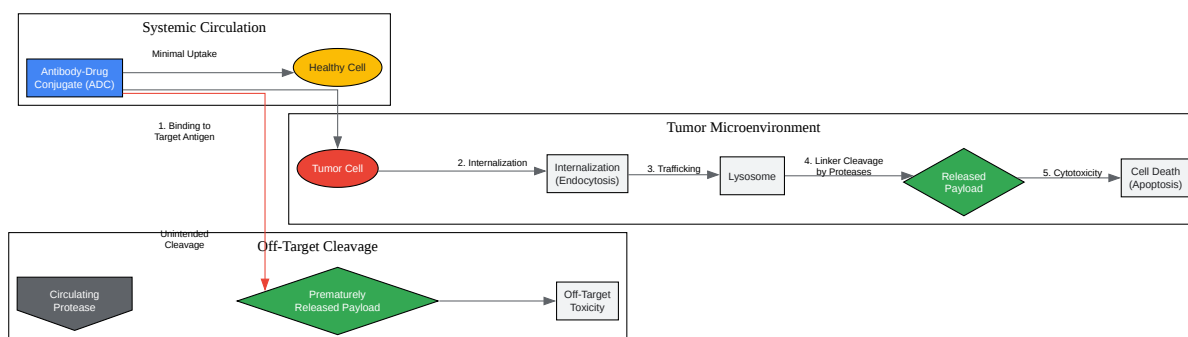 Systemic Circulation
Minimal Uptake
Antibody-Drug
Conjugate (ADC)
Healthy Cell
1. Binding to
Target Antigen
Tumor Microenvironment
Tumor Cell
2. Internalization
Internalization
(Endocytosis)
3. Trafficking
Lysosome
4. Linker Cleavage
by Proteases
Released
Payload
5. Cytotoxicity
Cell Death
(Apoptosis)
Unintended
Cleavage
Off-Target Cleavage
Circulating
Protease
Prematurely
Released Payload
Off-Target
Toxicity